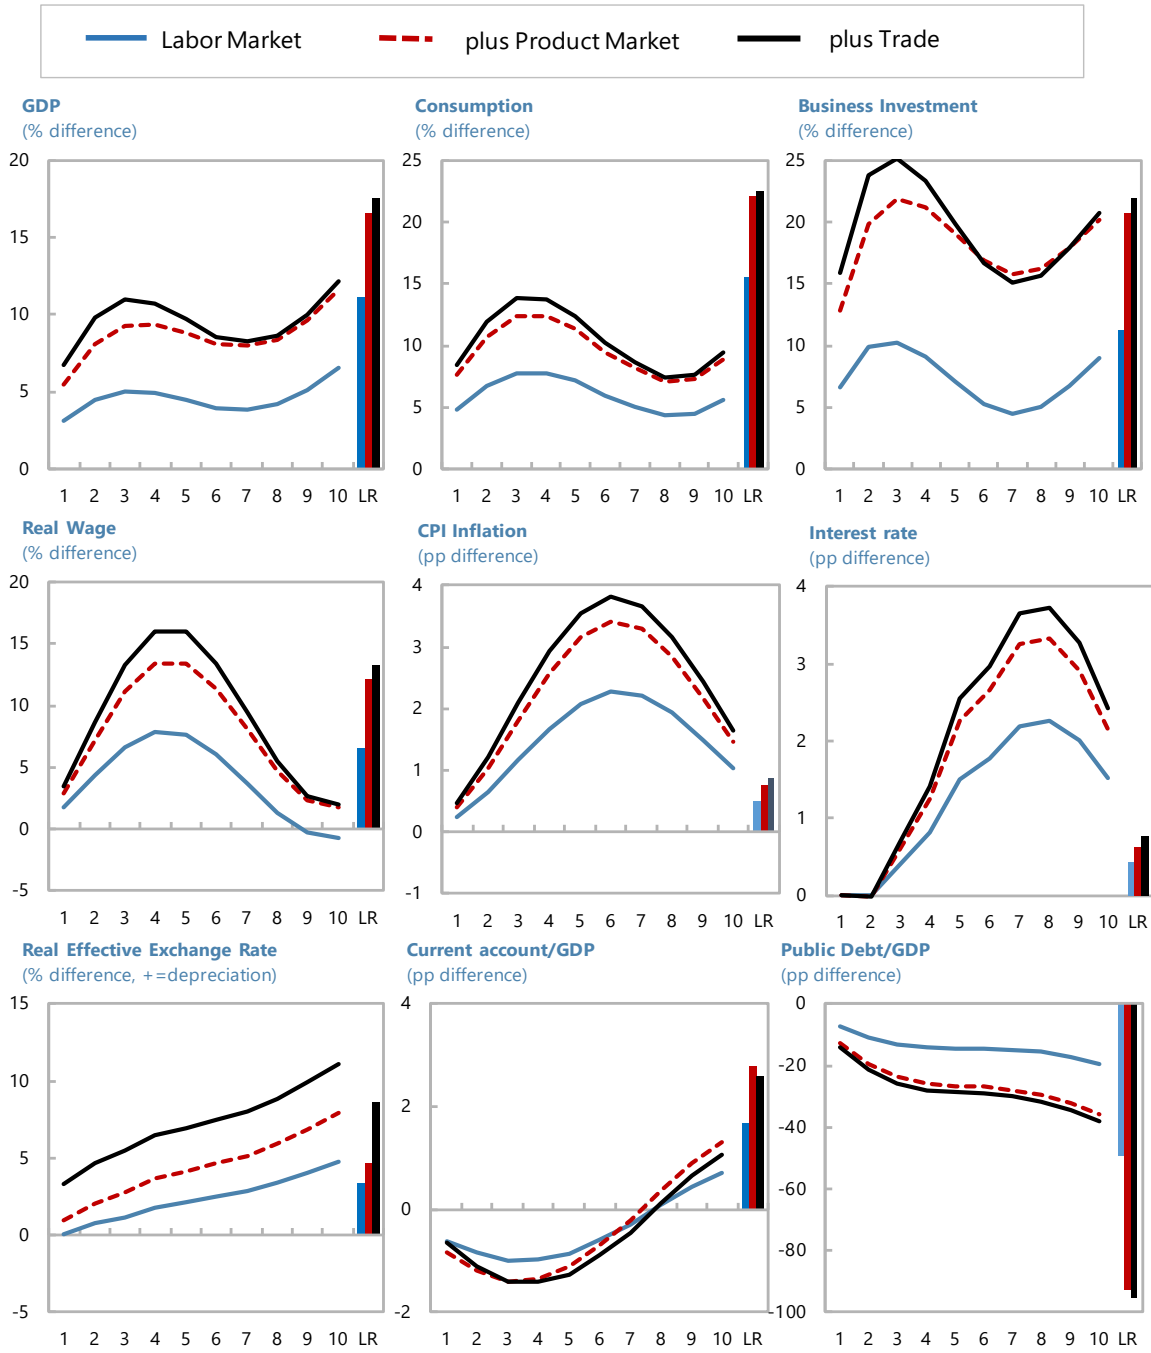 Labor Market plus Product Market plus Trade
GDP
(% difference)
20
15
10
5
0
1 2 3 4 5 6 7 8 9 10 LR
Consumption
(% difference)
25
20
15
10
5
0
1 2 3 4 5 6 7 8 9 10 LR
Business Investment
(% difference)
25
20
15
10
5
0
1 2 3 4 5 6 7 8 9 10 LR
Real Wage
(% difference)
20
15
10
5
0
-5
1 2 3 4 5 6 7 8 9 10 LR
CPI Inflation
(pp difference)
4
3
2
1
0
-1
1 2 3 4 5 6 7 8 9 10 LR
Interest rate
(pp difference)
4
3
2
1
0
1 2 3 4 5 6 7 8 9 10 LR
Real Effective Exchange Rate
(% difference, +=depreciation)
15
10
5
0
-5
1 2 3 4 5 6 7 8 9 10 LR
Current account/GDP
(pp difference)
4
2
0
-2
1 2 3 4 5 6 7 8 9 10 LR
Public Debt/GDP
(pp difference)
0
-20
-40
-60
-80
-100
1 2 3 4 5 6 7 8 9 10 LR